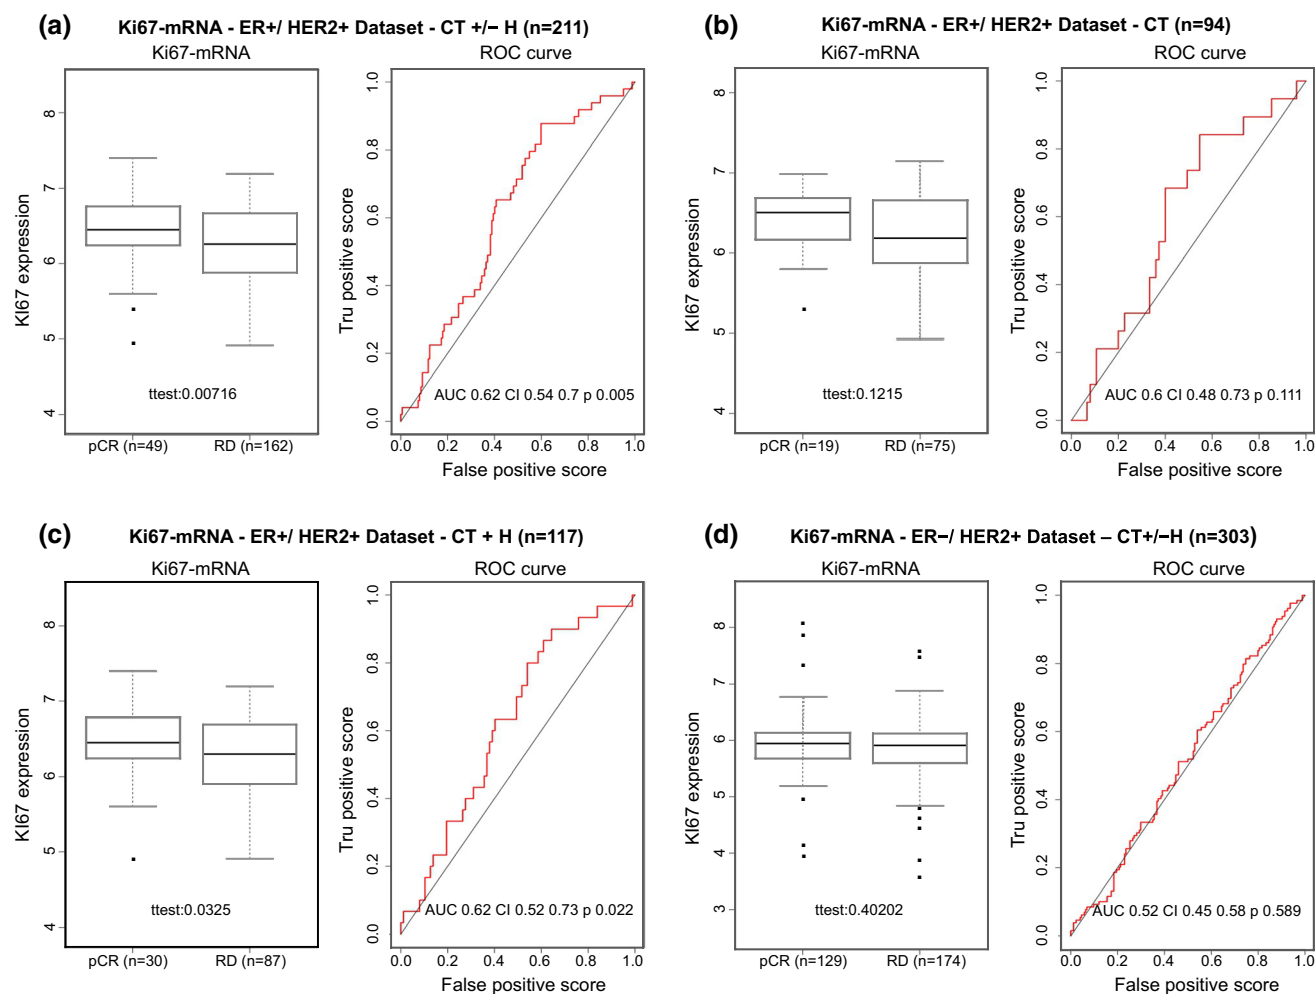 (a)
Ki67-mRNA - ER+/ HER2+ Dataset - CT +/− H (n=211)
Ki67-mRNA
KI67 expression
8
7
6
5
4
ttest:0.00716
pCR (n=49)
RD (n=162)
ROC curve
Tru positive score
1.0
0.8
0.6
0.4
0.2
0.0
AUC 0.62 CI 0.54 0.7 p 0.005
0.0 0.2 0.4 0.6 0.8 1.0
False positive score
(b)
Ki67-mRNA - ER+/ HER2+ Dataset - CT (n=94)
Ki67-mRNA
KI67 expression
8
7
6
5
4
ttest:0.1215
pCR (n=19)
RD (n=75)
ROC curve
Tru positive score
1.0
0.8
0.6
0.4
0.2
0.0
AUC 0.6 CI 0.48 0.73 p 0.111
0.0 0.2 0.4 0.6 0.8 1.0
False positive score
(c)
Ki67-mRNA - ER+/ HER2+ Dataset - CT + H (n=117)
Ki67-mRNA
KI67 expression
8
7
6
5
4
ttest:0.0325
pCR (n=30)
RD (n=87)
ROC curve
Tru positive score
1.0
0.8
0.6
0.4
0.2
0.0
AUC 0.62 CI 0.52 0.73 p 0.022
0.0 0.2 0.4 0.6 0.8 1.0
False positive score
(d)
Ki67-mRNA - ER−/ HER2+ Dataset – CT+/−H (n=303)
Ki67-mRNA
KI67 expression
8
7
6
5
4
3
ttest:0.40202
pCR (n=129)
RD (n=174)
ROC curve
Tru positive score
1.0
0.8
0.6
0.4
0.2
0.0
AUC 0.52 CI 0.45 0.58 p 0.589
0.0 0.2 0.4 0.6 0.8 1.0
False positive score